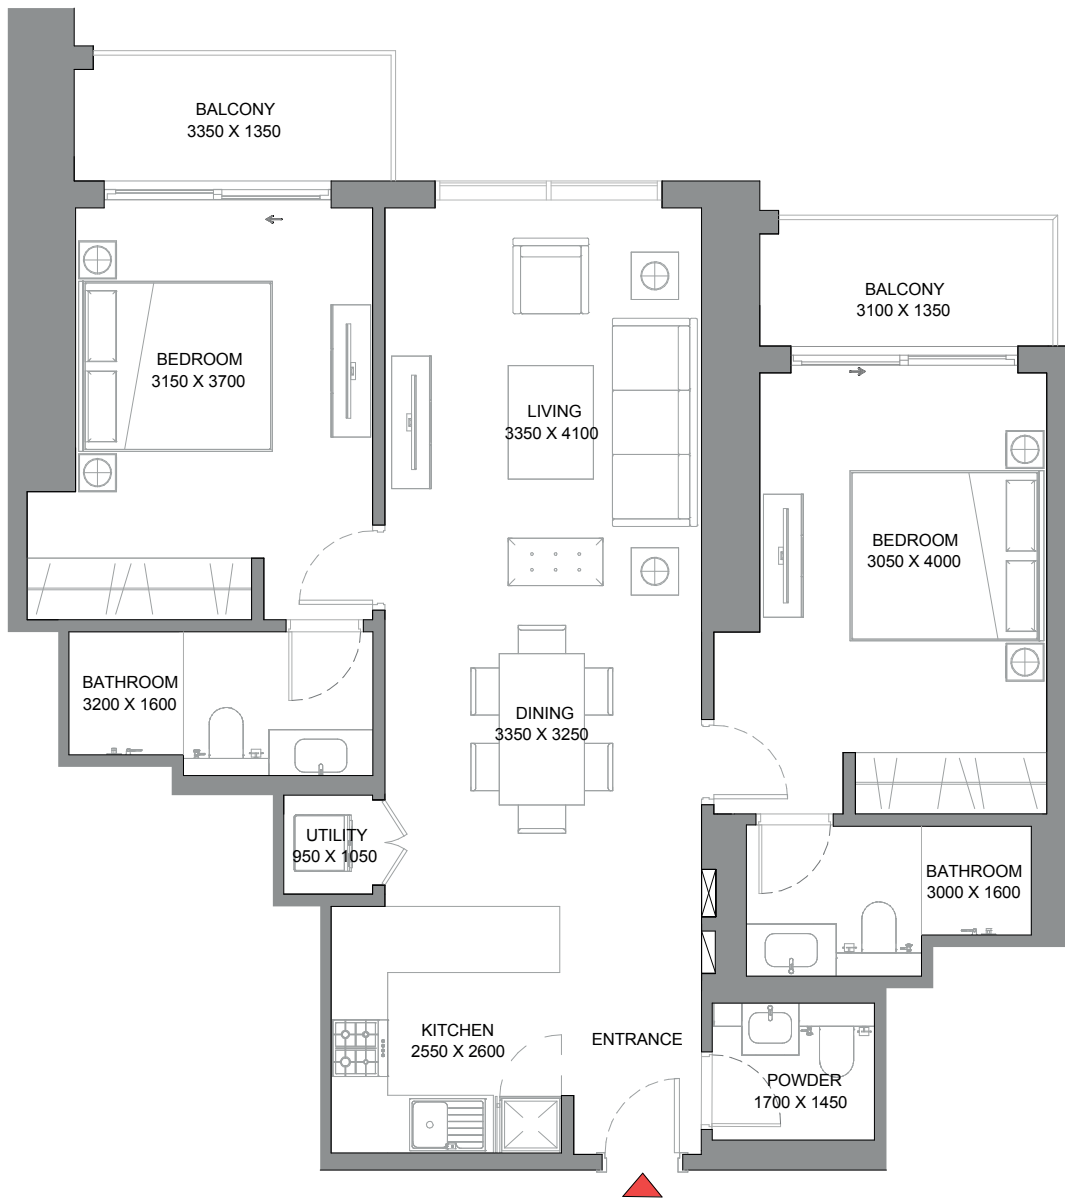 BALCONY
3350 X 1350
BALCONY
3100 X 1350
BEDROOM
3150 X 3700
LIVING
3350 X 4100
BEDROOM
3050 X 4000
BATHROOM
3200 X 1600
DINING
3350 X 3250
UTILITY
950 X 1050
BATHROOM
3000 X 1600
KITCHEN
2550 X 2600
ENTRANCE
POWDER
1700 X 1450